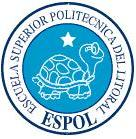 ESCUELA SUPERIOR POLITECNICA DEL LITORAL
ESPOL